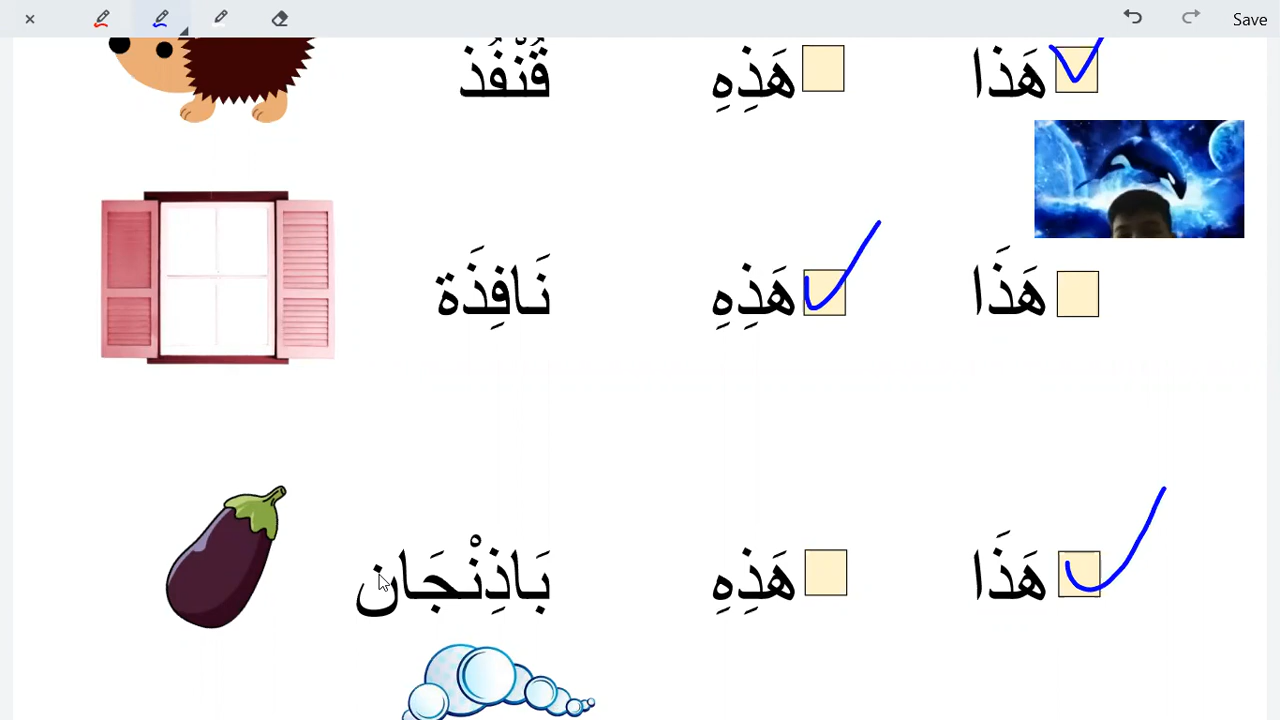 Save
هَذَا هَذِهِ قُنْفُذ
هَذَا هَذِهِ نَافِذَة
هَذَا هَذِهِ بَاذِنْجَان